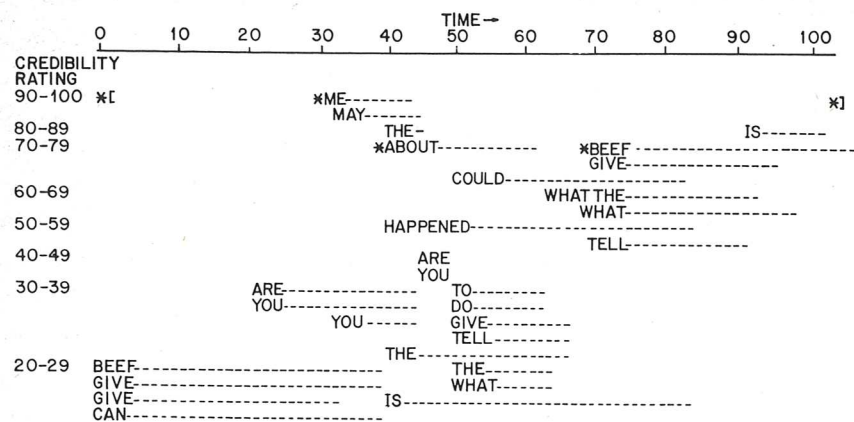 TIME→
0 10 20 30 40 50 60 70 80 90 100
CREDIBILITY
RATING
90-100 *[ *ME----------- *]
MAY--------
80-89 THE- IS--------
70-79 *ABOUT------------ *BEEF---------------------------
GIVE-------------------
COULD----------------------
60-69 WHAT THE----------------
WHAT---------------------
50-59 HAPPENED---------------------------
TELL---------------
40-49 ARE
YOU
30-39 ARE----------------- TO---------
DO---------
YOU-----------------
YOU------ GIVE----------
TELL---------
THE------------------
20-29 BEEF------------------------------- THE--------
GIVE------------------------------- WHAT-------
GIVE------------------------- IS-----------------------------------
CAN--------------------------------